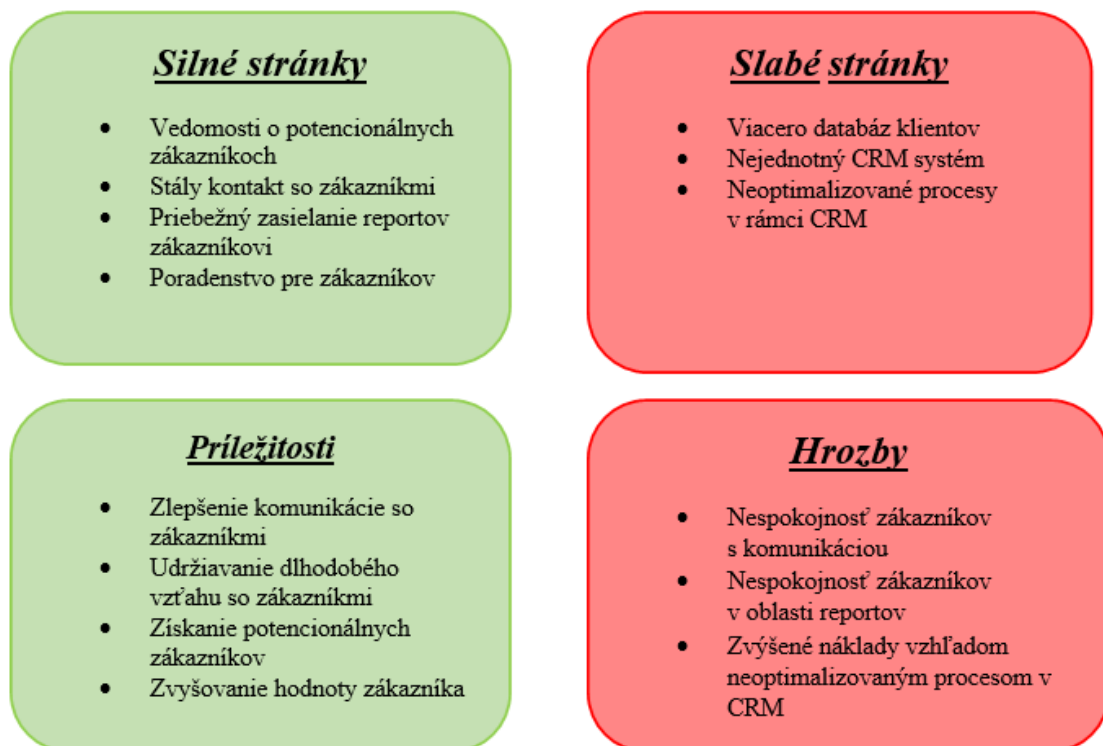 Silné stránky
• Vedomosti o potencionálnych
zákazníkoch
• Stály kontakt so zákazníkmi
• Priebežný zasielanie reportov
zákazníkovi
• Poradenstvo pre zákazníkov
Slabé stránky
• Viacero databáz klientov
• Nejednotný CRM systém
• Neoptimalizované procesy
v rámci CRM
Príležitosti
• Zlepšenie komunikácie so
zákazníkmi
• Udržiavanie dlhodobého
vzťahu so zákazníkmi
• Získanie potencionálnych
zákazníkov
• Zvyšovanie hodnoty zákazníka
Hrozby
• Nespokojnosť zákazníkov
s komunikáciou
• Nespokojnosť zákazníkov
v oblasti reportov
• Zvýšené náklady vzhľadom
neoptimalizovaným procesom v
CRM